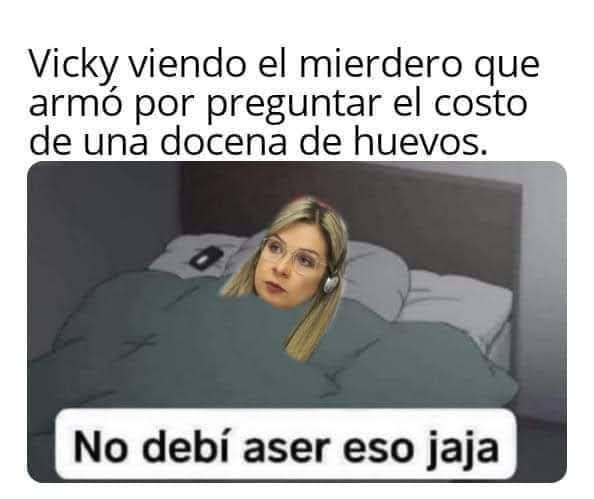 Vicky viendo el mierdero que
armó por preguntar el costo
de una docena de huevos.
No debí aser eso jaja